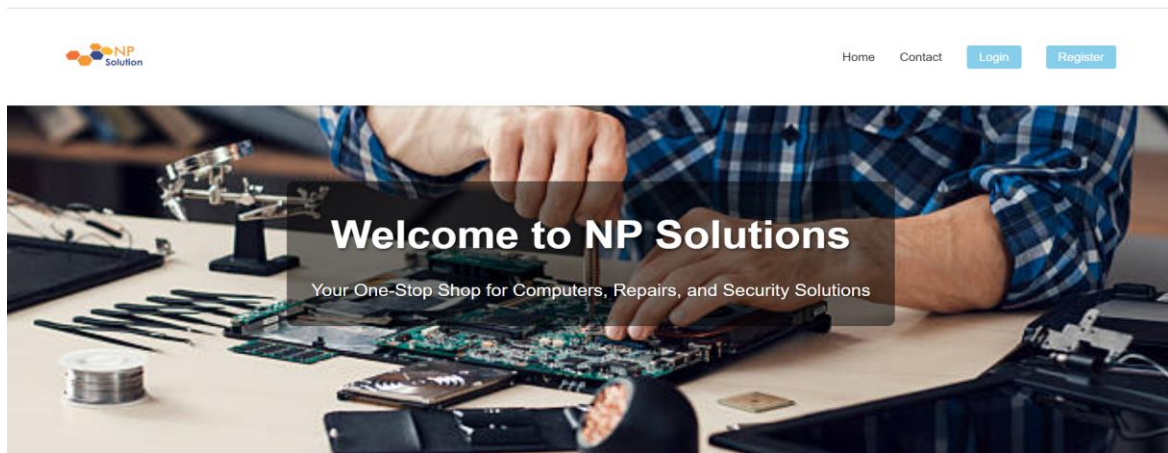 NP
Solution
Home Contact Login Register
Welcome to NP Solutions
Your One-Stop Shop for Computers, Repairs, and Security Solutions